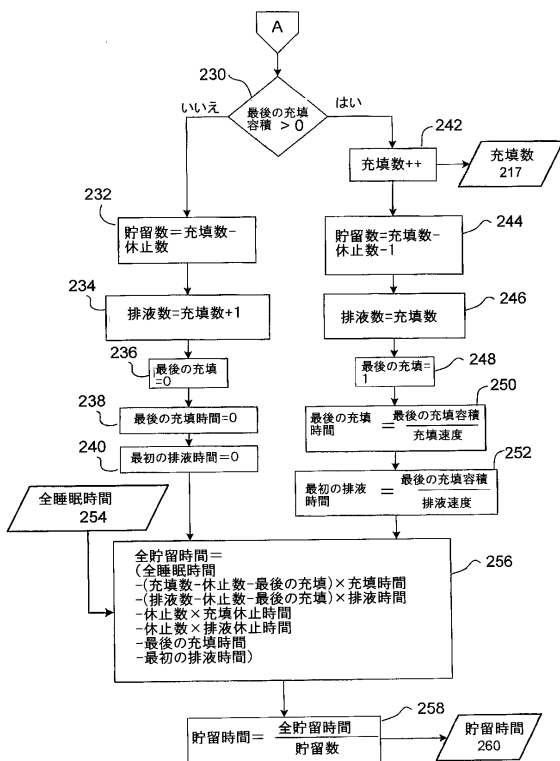 A
230
いいえ
最後の充填
容積 > 0
はい
242
充填数++
充填数
217
232
貯留数=充填数-
休止数
244
貯留数=充填数-
休止数-1
234
排液数=充填数+1
246
排液数=充填数
236
最後の充填
=0
248
最後の充填=
1
238
最後の充填時間=0
250
最後の充填
時間
=
最後の充填容積
充填速度
240
最初の排液時間=0
252
最初の排液
時間
=
最後の充填容積
排液速度
全睡眠時間
254
256
全貯留時間=
(全睡眠時間
-(充填数-休止数-最後の充填)×充填時間
-(排液数-休止数-最後の充填)×排液時間
-休止数×充填休止時間
-休止数×排液休止時間
-最後の充填時間
-最初の排液時間)
258
貯留時間=
全貯留時間
貯留数
貯留時間
260